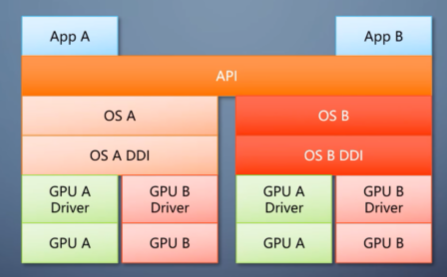 App A
App B
API
OS A
OS B
OS A DDI
OS B DDI
GPU A
Driver
GPU B
Driver
GPU A
Driver
GPU B
Driver
GPU A
GPU B
GPU A
GPU B